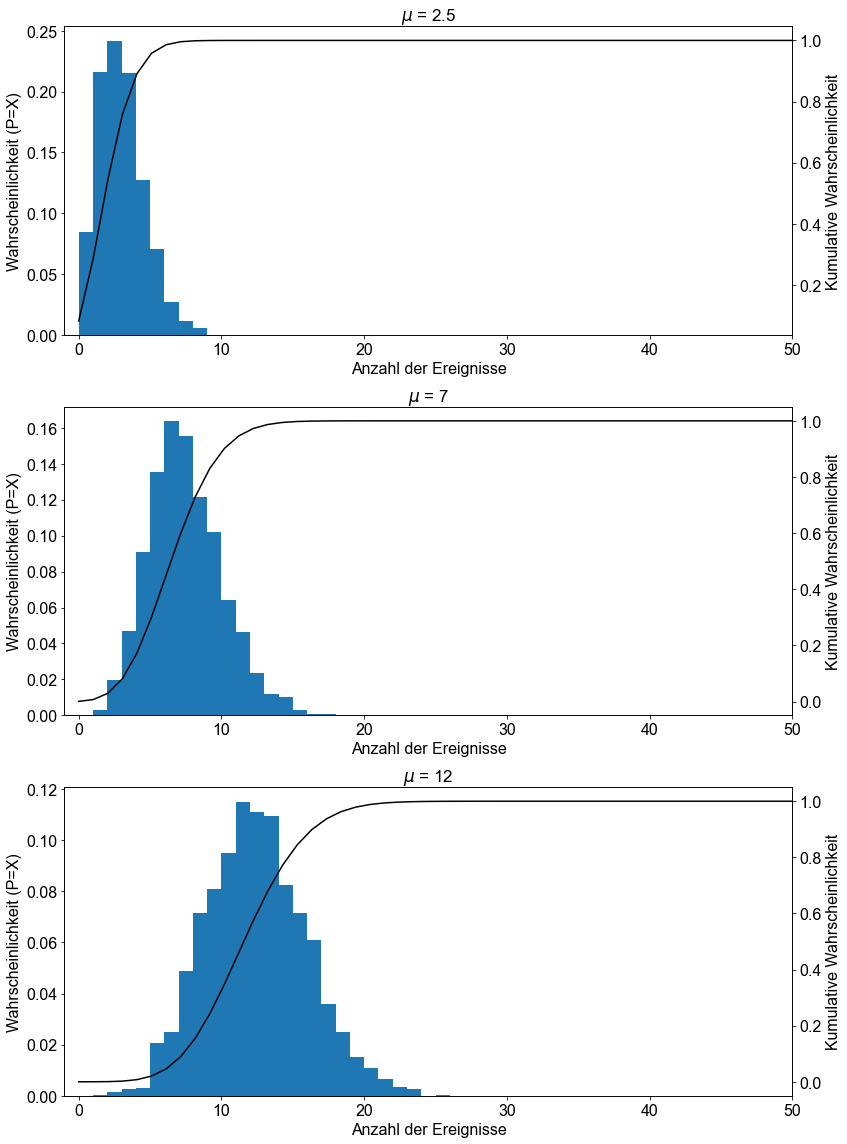 μ = 2.5
0.25
0.20
0.15
0.10
0.05
0.00
Wahrscheinlichkeit (P=X)
1.0
0.8
0.6
0.4
0.2
Kumulative Wahrscheinlichkeit
0 10 20 30 40 50
Anzahl der Ereignisse
μ = 7
0.16
0.14
0.12
0.10
0.08
0.06
0.04
0.02
0.00
Wahrscheinlichkeit (P=X)
1.0
0.8
0.6
0.4
0.2
0.0
Kumulative Wahrscheinlichkeit
0 10 20 30 40 50
Anzahl der Ereignisse
μ = 12
0.12
0.10
0.08
0.06
0.04
0.02
0.00
Wahrscheinlichkeit (P=X)
1.0
0.8
0.6
0.4
0.2
0.0
Kumulative Wahrscheinlichkeit
0 10 20 30 40 50
Anzahl der Ereignisse